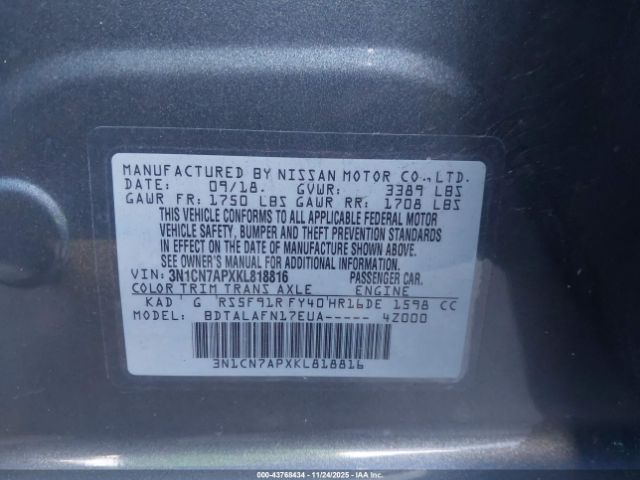 MANUFACTURED BY NISSAN MOTOR CO., LTD.
DATE: 09/18. GVWR: 3389 LBS
GAWR FR: 1750 LBS GAWR RR: 1708 LBS
THIS VEHICLE CONFORMS TO ALL APPLICABLE FEDERAL MOTOR
VEHICLE SAFETY, BUMPER AND THEFT PREVENTION STANDARDS
IN EFFECT ON THE DATE OF MANUFACTURE SHOWN ABOVE.
SEE OWNER'S MANUAL FOR ADDITIONAL INFORMATION.
VIN: 3N1CN7APXKL818816 PASSENGER CAR.
COLOR TRIM TRANS AXLE ENGINE
KAD G RS5F91R FY40 HR16DE 1598 CC
MODEL: BDTALAFN17EUA----- 4Z000
3N1CN7APXKL818816
© IAA 00-43768434 - 11/24/2025 - IAAI.COM